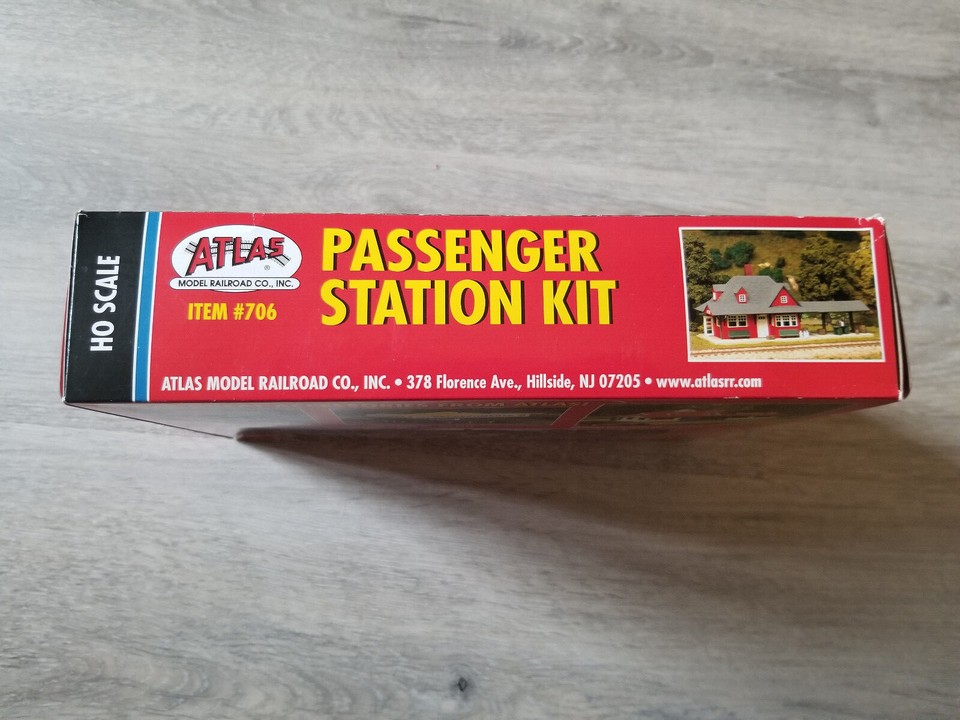 HO SCALE
ATLAS ®
MODEL RAILROAD CO., INC.
ITEM #706
PASSENGER
STATION KIT
ATLAS MODEL RAILROAD CO., INC. • 378 Florence Ave., Hillside, NJ 07205 • www.atlasrr.com